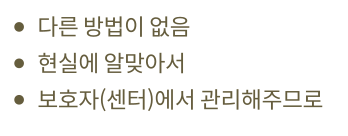 • 다른 방법이 없음
• 현실에 알맞아서
• 보호자(센터)에서 관리해주므로